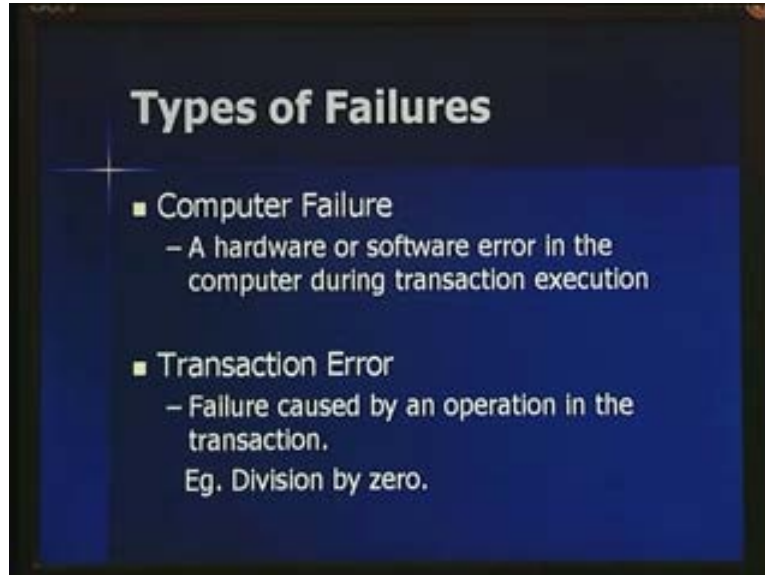 Types of Failures
■ Computer Failure
– A hardware or software error in the
computer during transaction execution
■ Transaction Error
– Failure caused by an operation in the
transaction.
Eg. Division by zero.